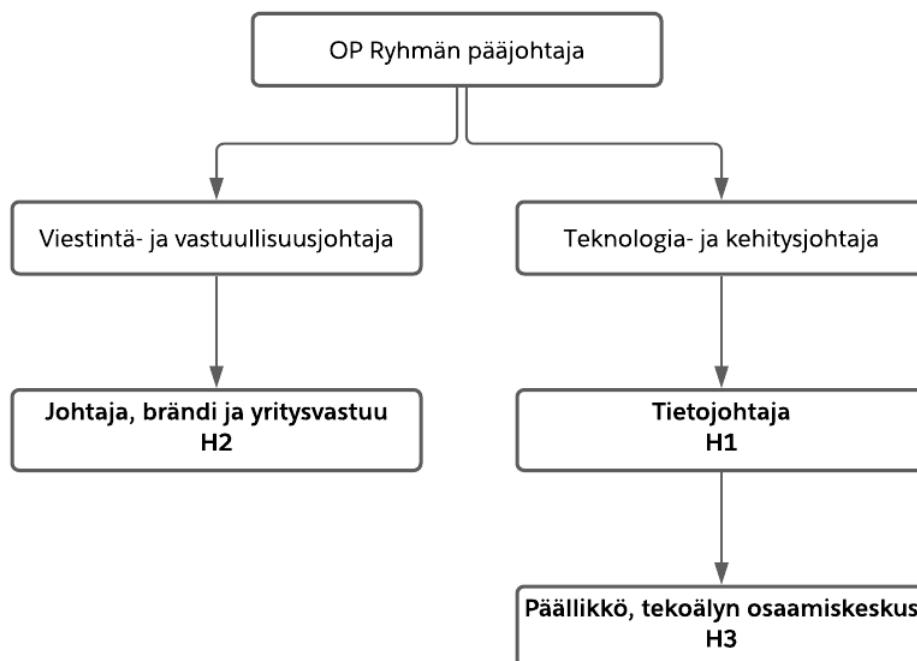 OP Ryhmän pääjohtaja
Viestintä- ja vastuullisuusjohtaja
Teknologia- ja kehitysjohtaja
Johtaja, brändi ja yritysvastuu
H2
Tietojohtaja
H1
Päällikkö, tekoälyn osaamiskeskus
H3